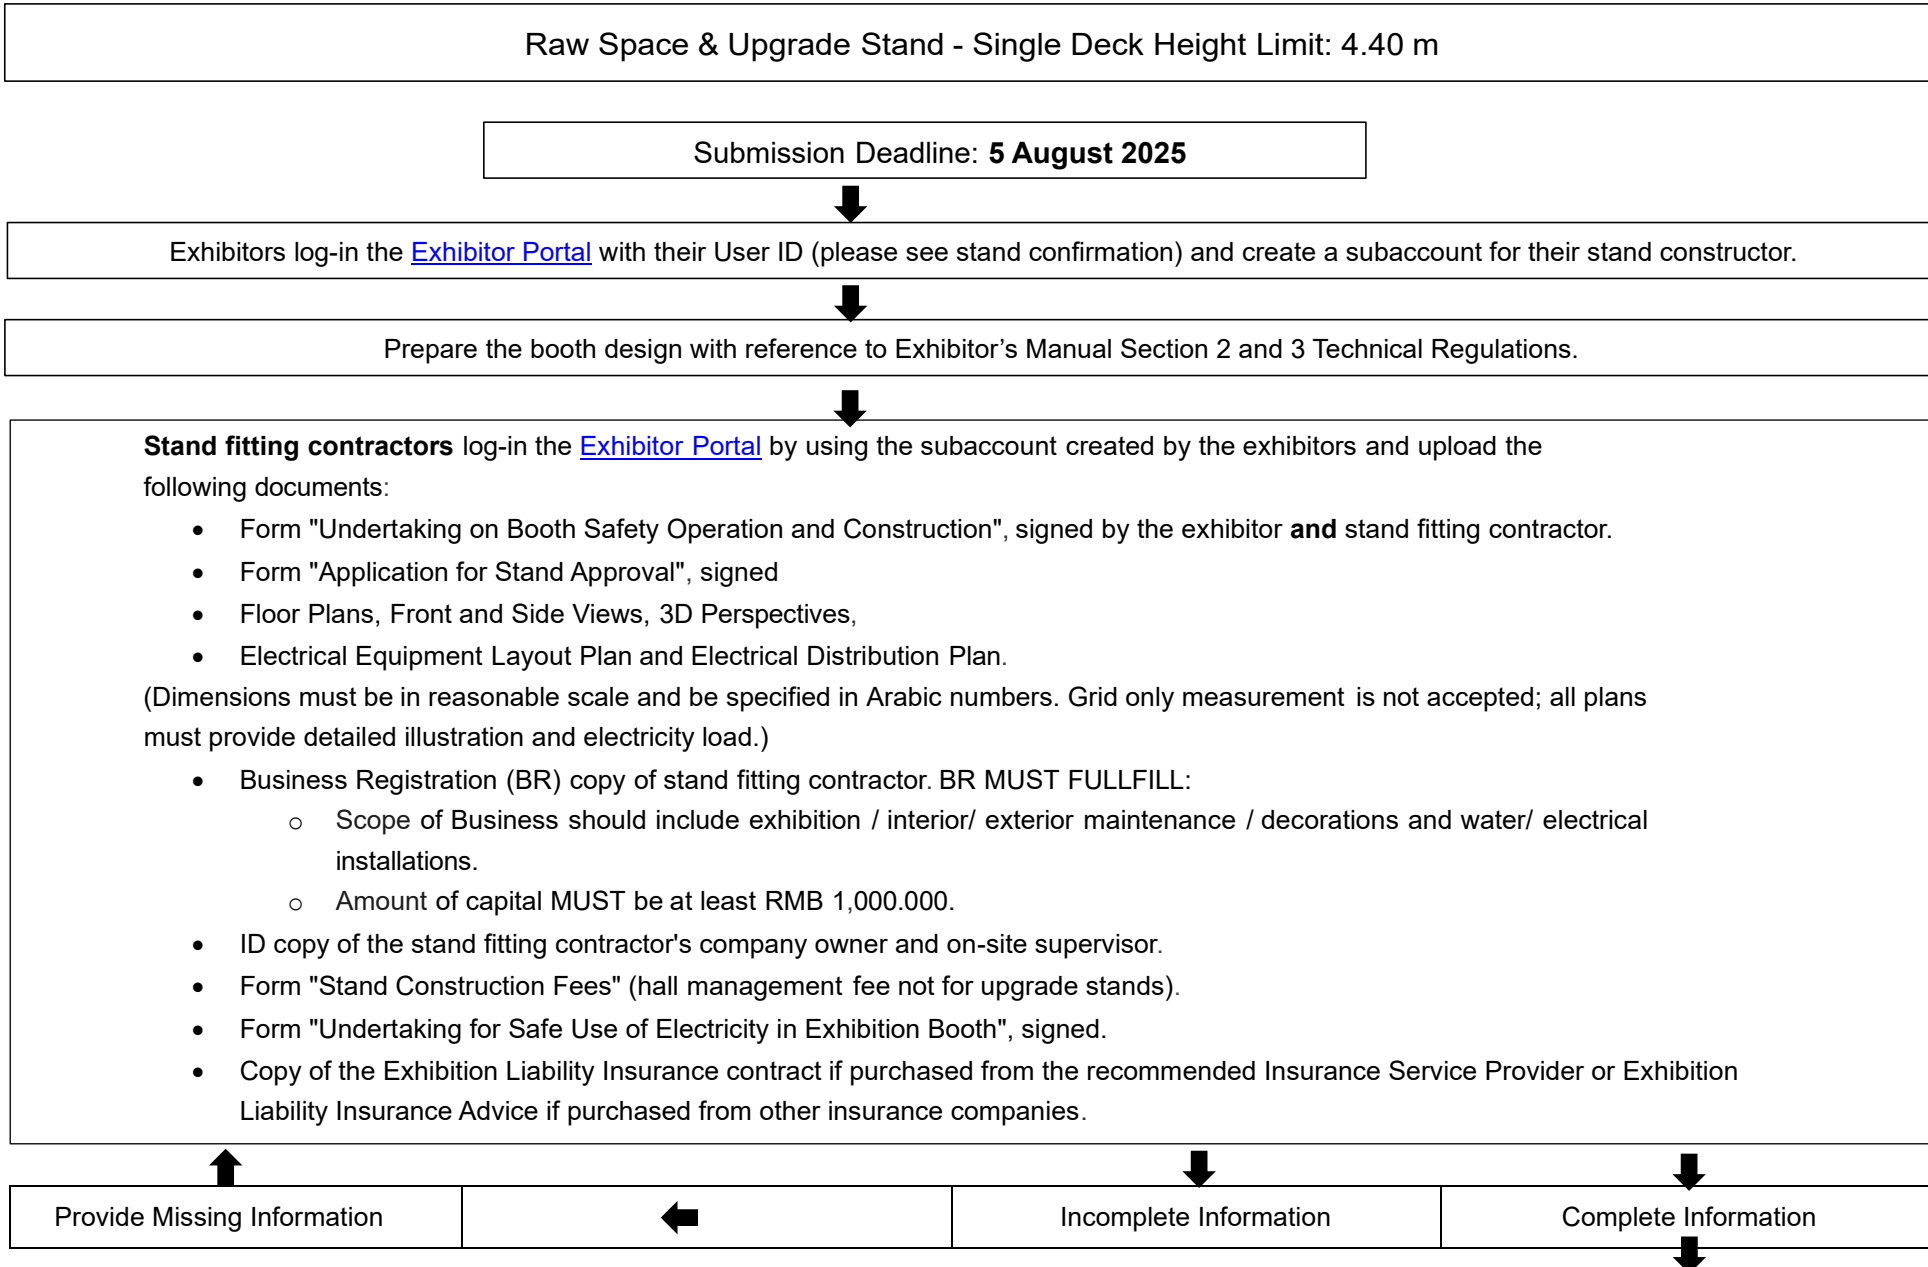 Raw Space & Upgrade Stand - Single Deck Height Limit: 4.40 m
Submission Deadline: 5 August 2025
Exhibitors log-in the Exhibitor Portal with their User ID (please see stand confirmation) and create a subaccount for their stand constructor.
Prepare the booth design with reference to Exhibitor’s Manual Section 2 and 3 Technical Regulations.
Stand fitting contractors log-in the Exhibitor Portal by using the subaccount created by the exhibitors and upload the
following documents:
• Form "Undertaking on Booth Safety Operation and Construction", signed by the exhibitor and stand fitting contractor.
• Form "Application for Stand Approval", signed
• Floor Plans, Front and Side Views, 3D Perspectives,
• Electrical Equipment Layout Plan and Electrical Distribution Plan.
(Dimensions must be in reasonable scale and be specified in Arabic numbers. Grid only measurement is not accepted; all plans
must provide detailed illustration and electricity load.)
• Business Registration (BR) copy of stand fitting contractor. BR MUST FULLFILL:
o Scope of Business should include exhibition / interior/ exterior maintenance / decorations and water/ electrical
installations.
o Amount of capital MUST be at least RMB 1,000.000.
• ID copy of the stand fitting contractor's company owner and on-site supervisor.
• Form "Stand Construction Fees" (hall management fee not for upgrade stands).
• Form "Undertaking for Safe Use of Electricity in Exhibition Booth", signed.
• Copy of the Exhibition Liability Insurance contract if purchased from the recommended Insurance Service Provider or Exhibition
Liability Insurance Advice if purchased from other insurance companies.
Provide Missing Information
Incomplete Information
Complete Information